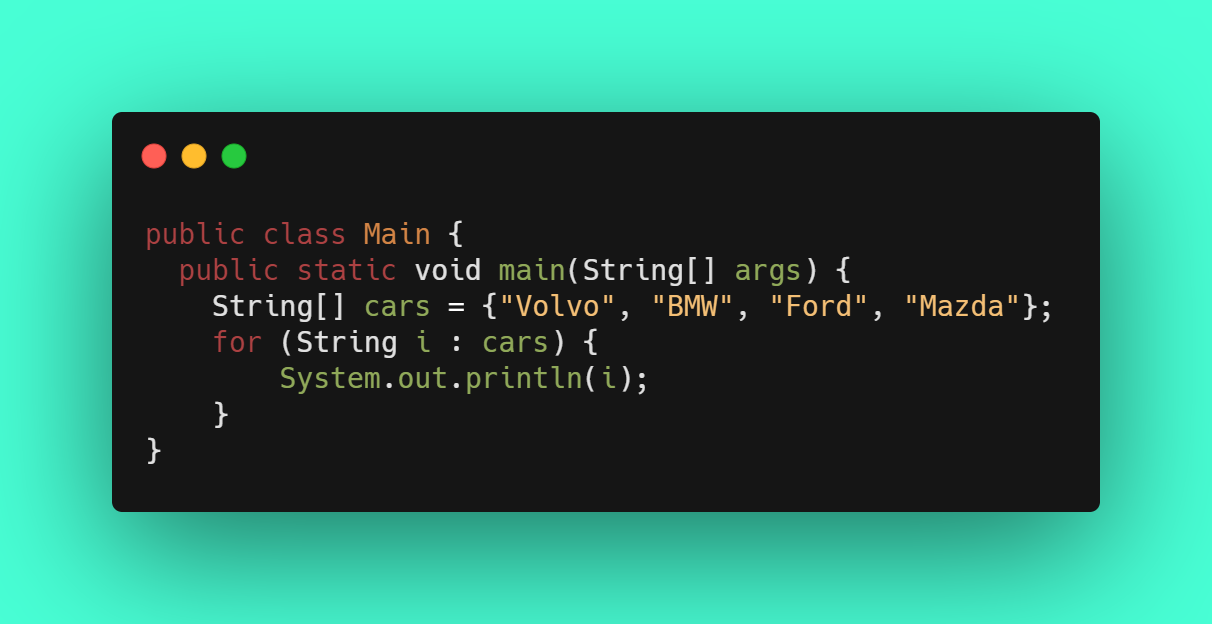 public class Main {
  public static void main(String[] args) {
    String[] cars = {"Volvo", "BMW", "Ford", "Mazda"};
    for (String i : cars) {
        System.out.println(i);
    }
}